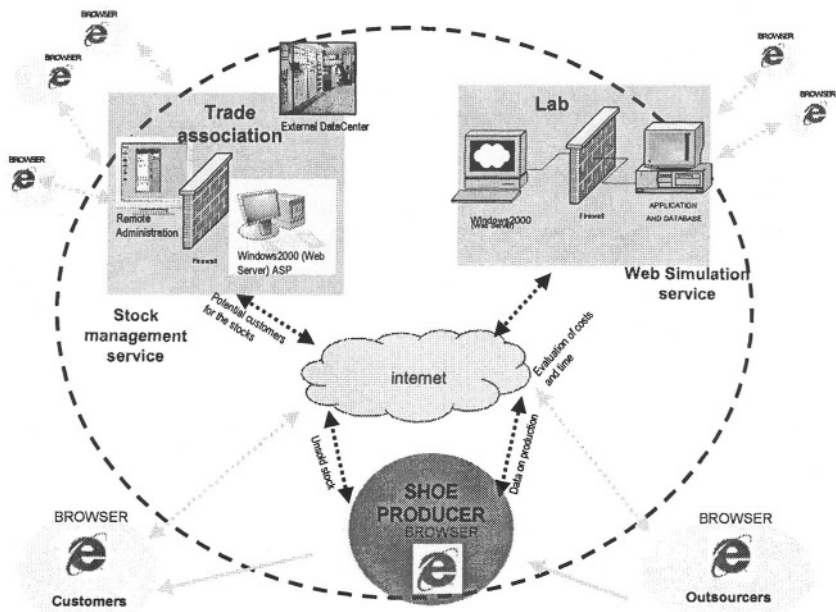 BROWSER
BROWSER
BROWSER
Trade
association
External DataCenter
Remote
Administration
Firewall
Windows2000 (Web
Server) ASP
Stock
management
service
Potential customers
for the stocks
Lab
Windows2000
(Web Server)
Firewall
APPLICATION
AND DATABASE
Web Simulation
service
BROWSER
BROWSER
internet
Evaluation of costs
and time
Unsold stock
Data on production
SHOE
PRODUCER
BROWSER
BROWSER
Customers
BROWSER
Outsourcers